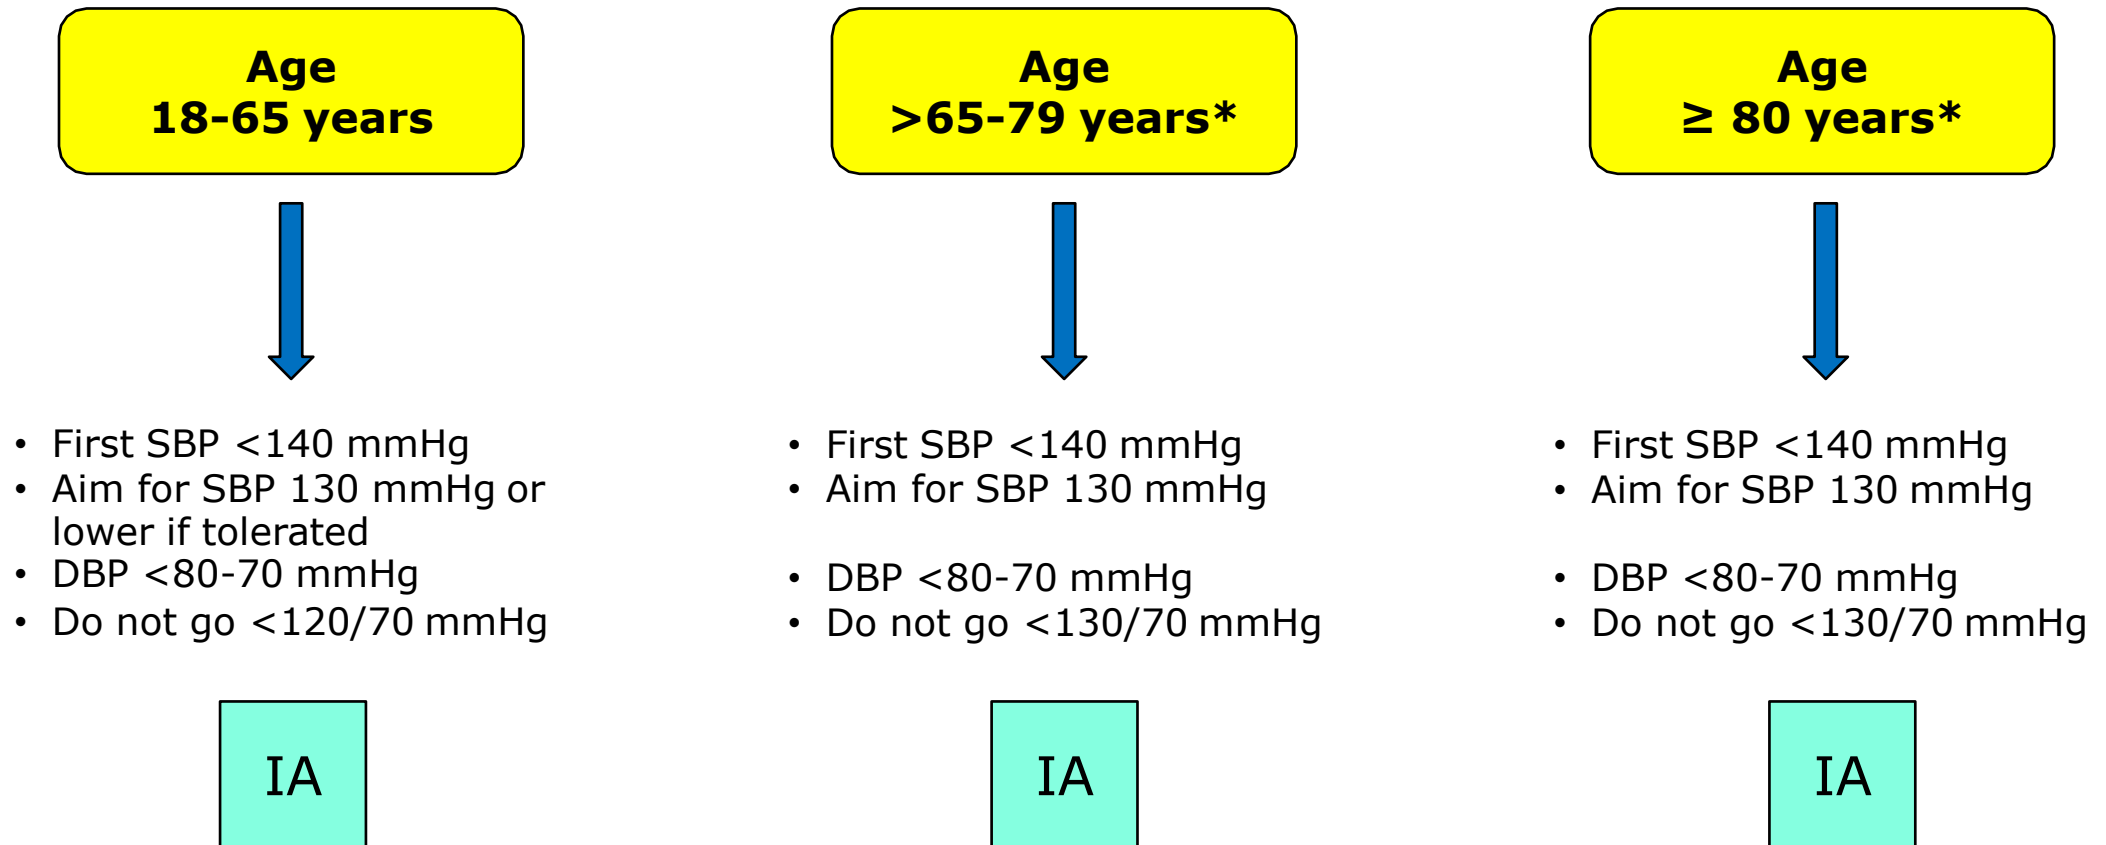 Age
18-65 years
• First SBP <140 mmHg
• Aim for SBP 130 mmHg or
lower if tolerated
• DBP <80-70 mmHg
• Do not go <120/70 mmHg
IA
Age
>65-79 years*
• First SBP <140 mmHg
• Aim for SBP 130 mmHg
• DBP <80-70 mmHg
• Do not go <130/70 mmHg
IA
Age
≥ 80 years*
• First SBP <140 mmHg
• Aim for SBP 130 mmHg
• DBP <80-70 mmHg
• Do not go <130/70 mmHg
IA